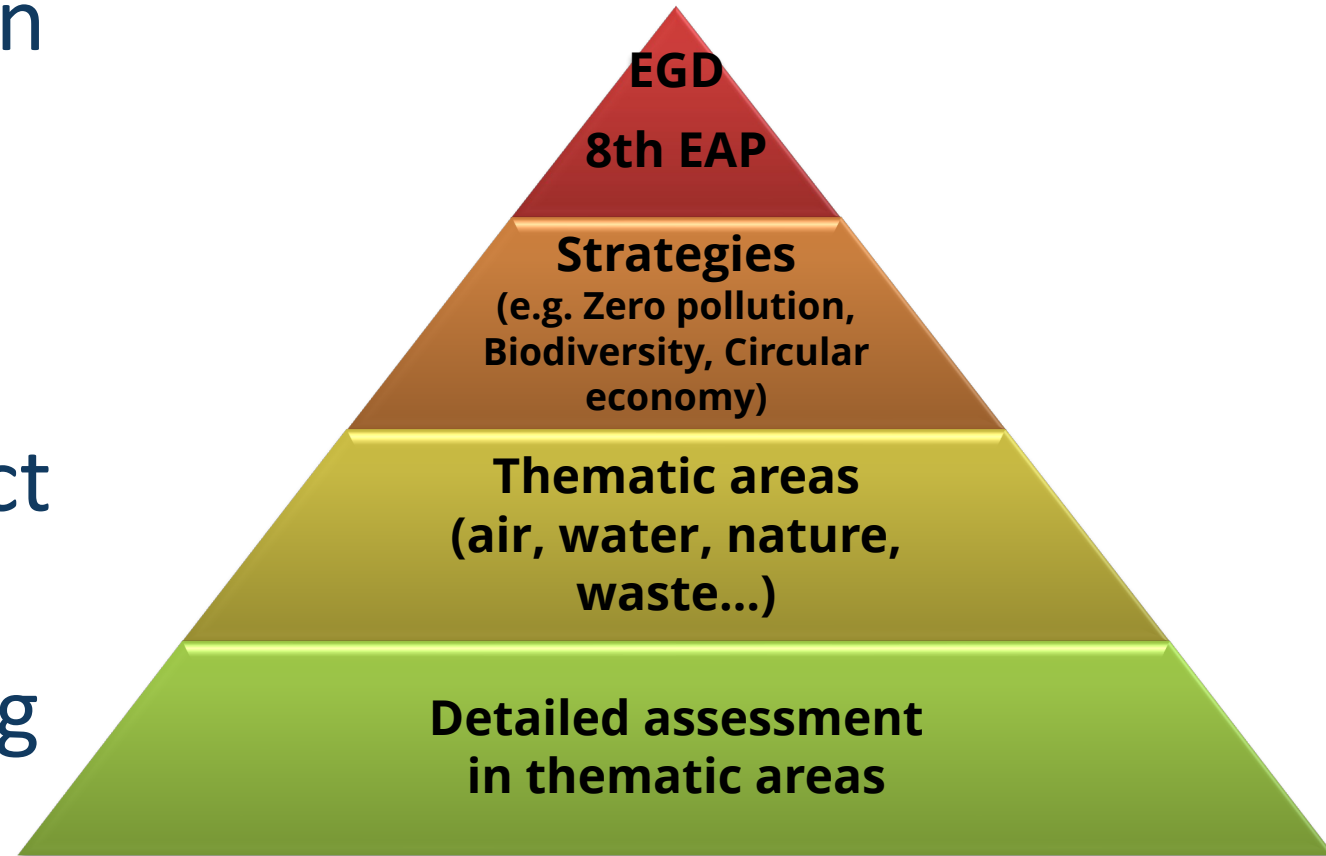 EGD
8th EAP
Strategies
(e.g. Zero pollution,
Biodiversity, Circular
economy)
Thematic areas
(air, water, nature,
waste...)
Detailed assessment
in thematic areas